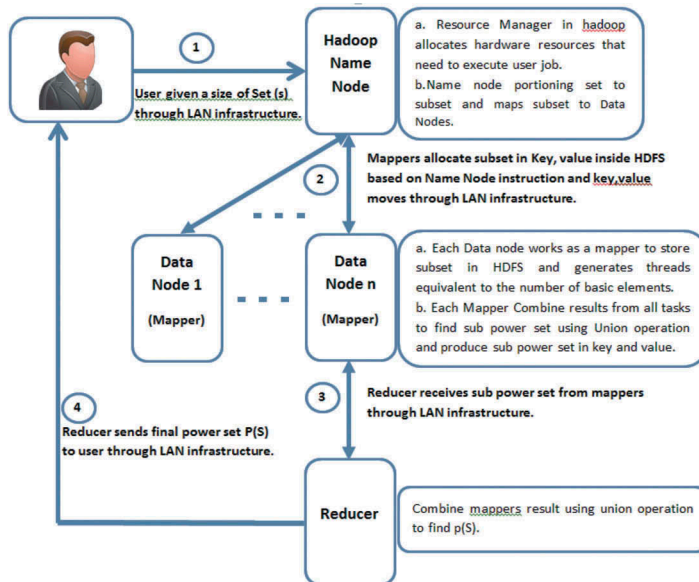 1
User given a size of Set (s)
through LAN infrastructure.
Hadoop
Name
Node
a. Resource Manager in hadoop
allocates hardware resources that
need to execute user job.
b.Name node portioning set to
subset and maps subset to Data
Nodes.
2
Mappers allocate subset in Key, value inside HDFS
based on Name Node instruction and key,value
moves through LAN infrastructure.
Data
Node 1
(Mapper)
Data
Node n
(Mapper)
a. Each Data node works as a mapper to store
subset in HDFS and generates threads
equivalent to the number of basic elements.
b. Each Mapper Combine results from all tasks
to find sub power set using Union operation
and produce sub power set in key and value.
3
Reducer receives sub power set from mappers
through LAN infrastructure.
4
Reducer sends final power set P(S)
to user through LAN infrastructure.
Reducer
Combine mappers result using union operation
to find p(S).